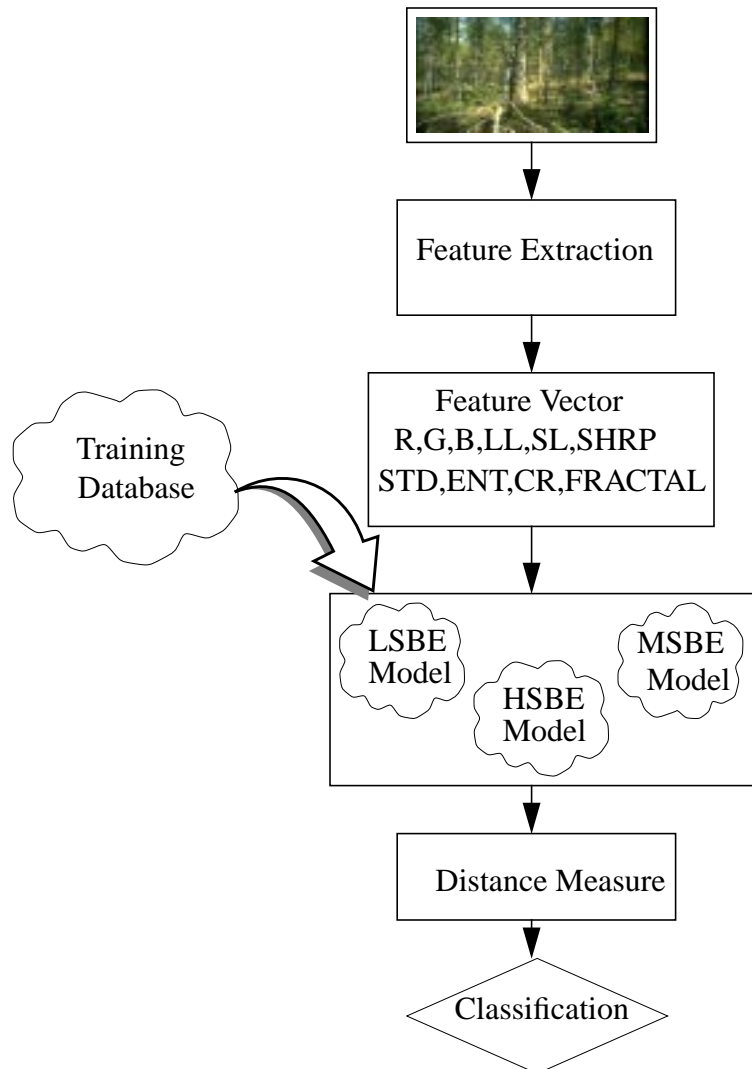 Feature Extraction
Feature Vector
R,G,B,LL,SL,SHRP
STD,ENT,CR,FRACTAL
Training
Database
LSBE
Model
MSBE
Model
HSBE
Model
Distance Measure
Classification